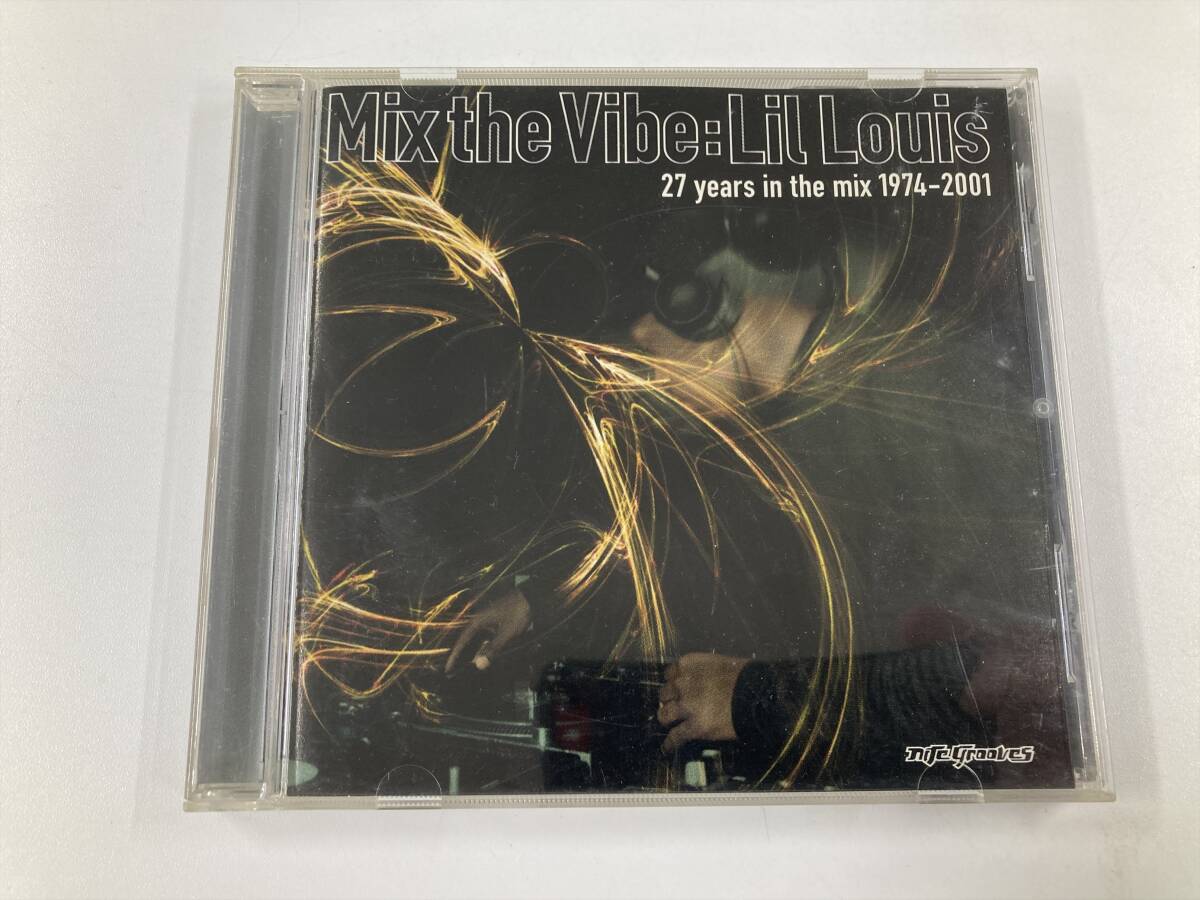 Mix the Vibe: Lil Louis
27 years in the mix 1974-2001
nite grooves